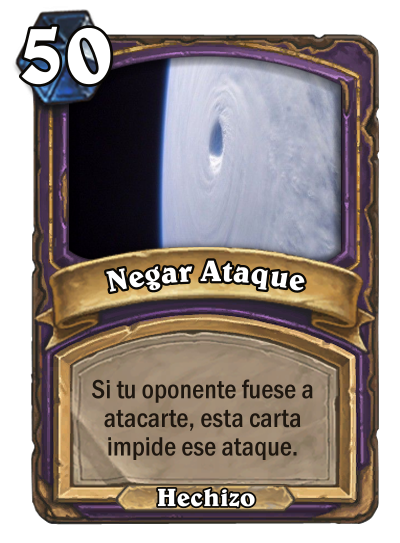 50
Negar Ataque
Si tu oponente fuese a
atacarte, esta carta
impide ese ataque.
Hechizo